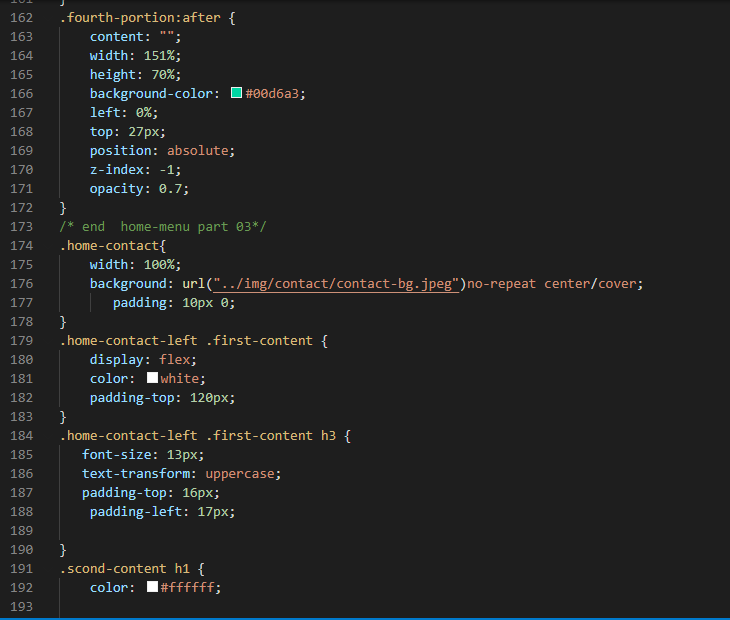 161 }
162 .fourth-portion:after {
163 content: "";
164 width: 151%;
165 height: 70%;
166 background-color: #00d6a3;
167 left: 0%;
168 top: 27px;
169 position: absolute;
170 z-index: -1;
171 opacity: 0.7;
172 }
173 /* end  home-menu part 03*/
174 .home-contact{
175 width: 100%;
176 background: url("../img/contact/contact-bg.jpeg")no-repeat center/cover;
177 padding: 10px 0;
178 }
179 .home-contact-left .first-content {
180 display: flex;
181 color: white;
182 padding-top: 120px;
183 }
184 .home-contact-left .first-content h3 {
185 font-size: 13px;
186 text-transform: uppercase;
187 padding-top: 16px;
188 padding-left: 17px;
189
190 }
191 .scond-content h1 {
192 color: #ffffff;
193